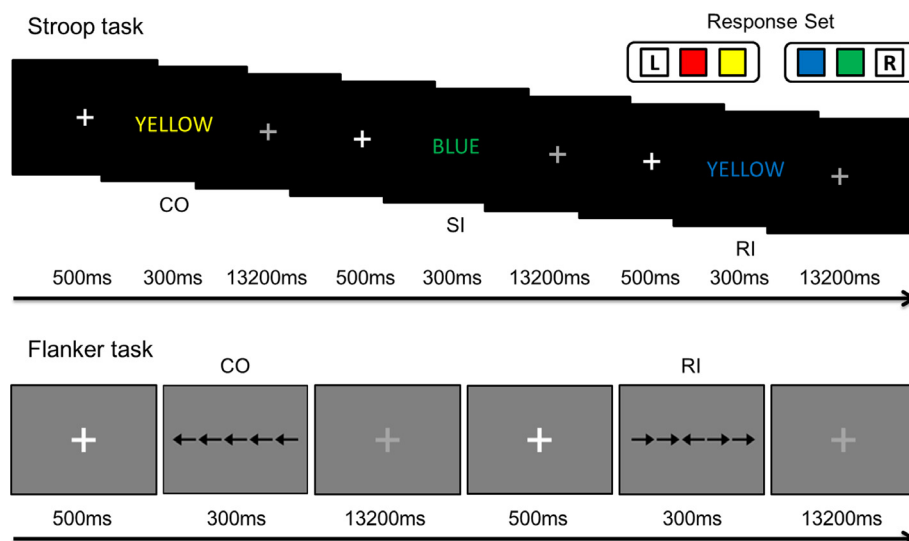 Stroop task
Response Set
L R
YELLOW
BLUE
YELLOW
CO
SI
RI
500ms 300ms 13200ms 500ms 300ms 13200ms 500ms 300ms 13200ms
Flanker task
CO RI
500ms 300ms 13200ms 500ms 300ms 13200ms